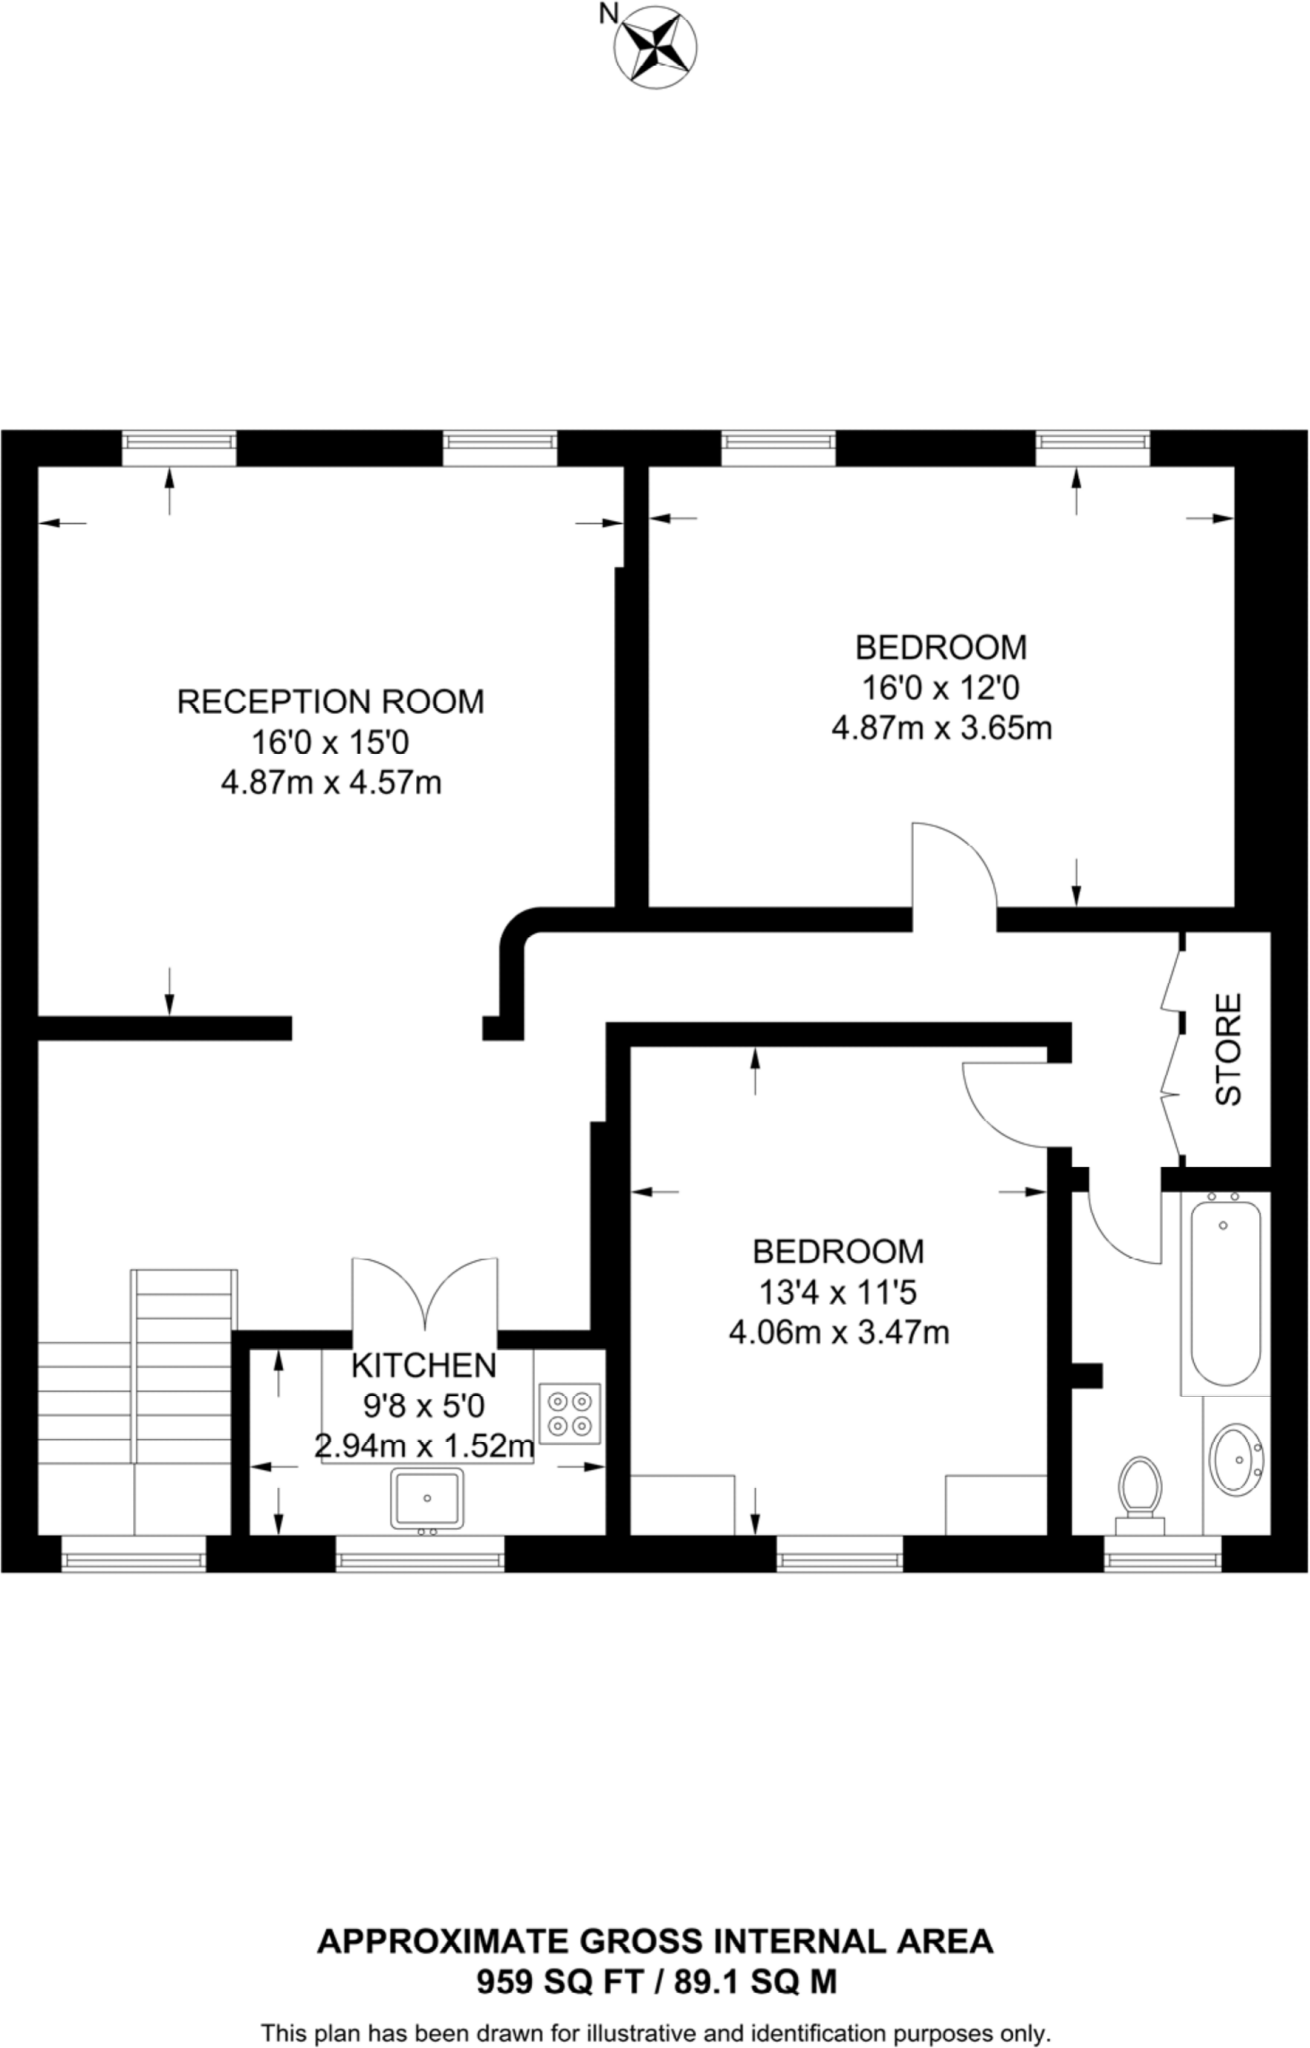 N
RECEPTION ROOM
16'0 x 15'0
4.87m x 4.57m
BEDROOM
16'0 x 12'0
4.87m x 3.65m
STORE
BEDROOM
13'4 x 11'5
4.06m x 3.47m
KITCHEN
9'8 x 5'0
2.94m x 1.52m
APPROXIMATE GROSS INTERNAL AREA
959 SQ FT / 89.1 SQ M
This plan has been drawn for illustrative and identification purposes only.